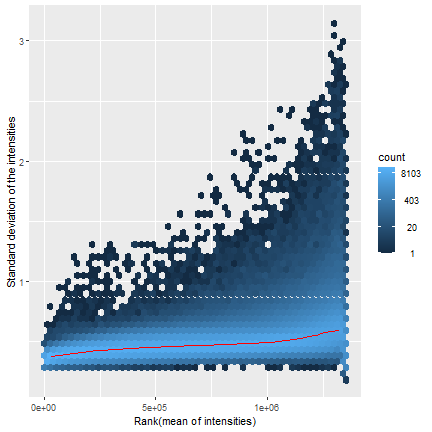 3
2
1
Standard deviation of the intensities
0e+00
5e+05
1e+06
Rank(mean of intensities)
count
8103
403
20
1